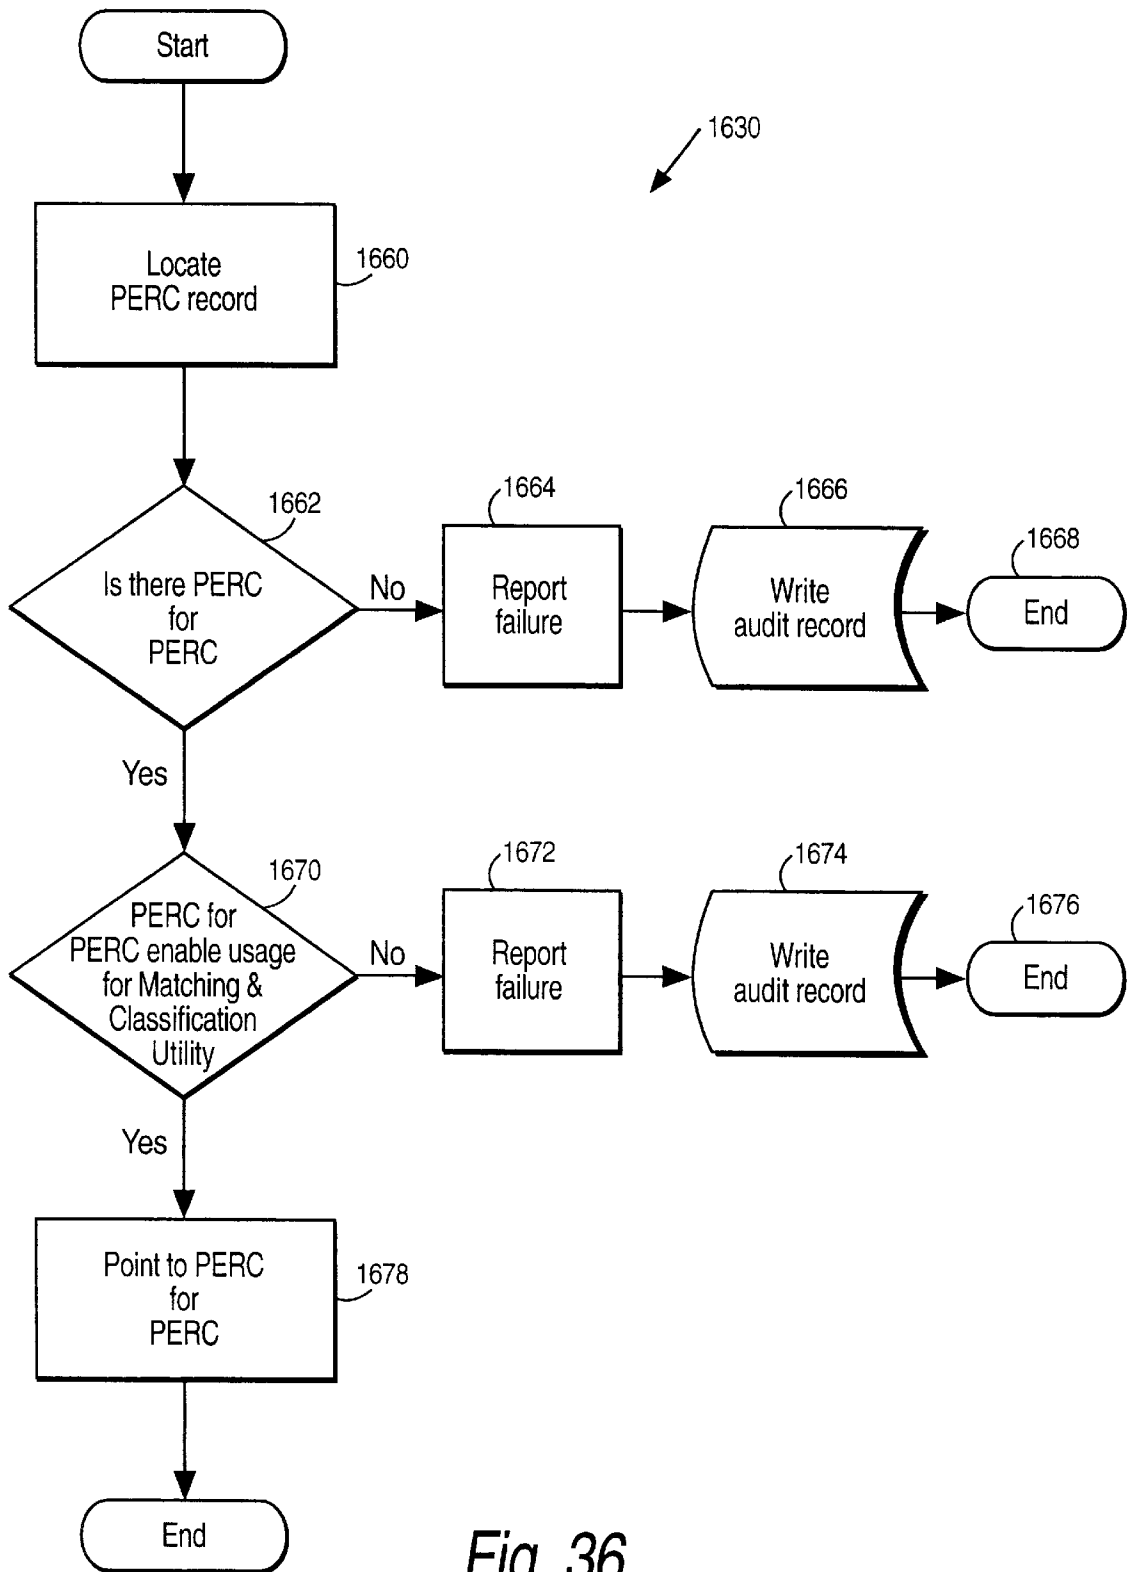 Start
1630
Locate
PERC record
1660
1662
Is there PERC
for
PERC
No
1664
Report
failure
1666
Write
audit record
1668
End
Yes
1670
PERC for
PERC enable usage
for Matching &
Classification
Utility
No
1672
Report
failure
1674
Write
audit record
1676
End
Yes
Point to PERC
for
PERC
1678
End
Fig. 36